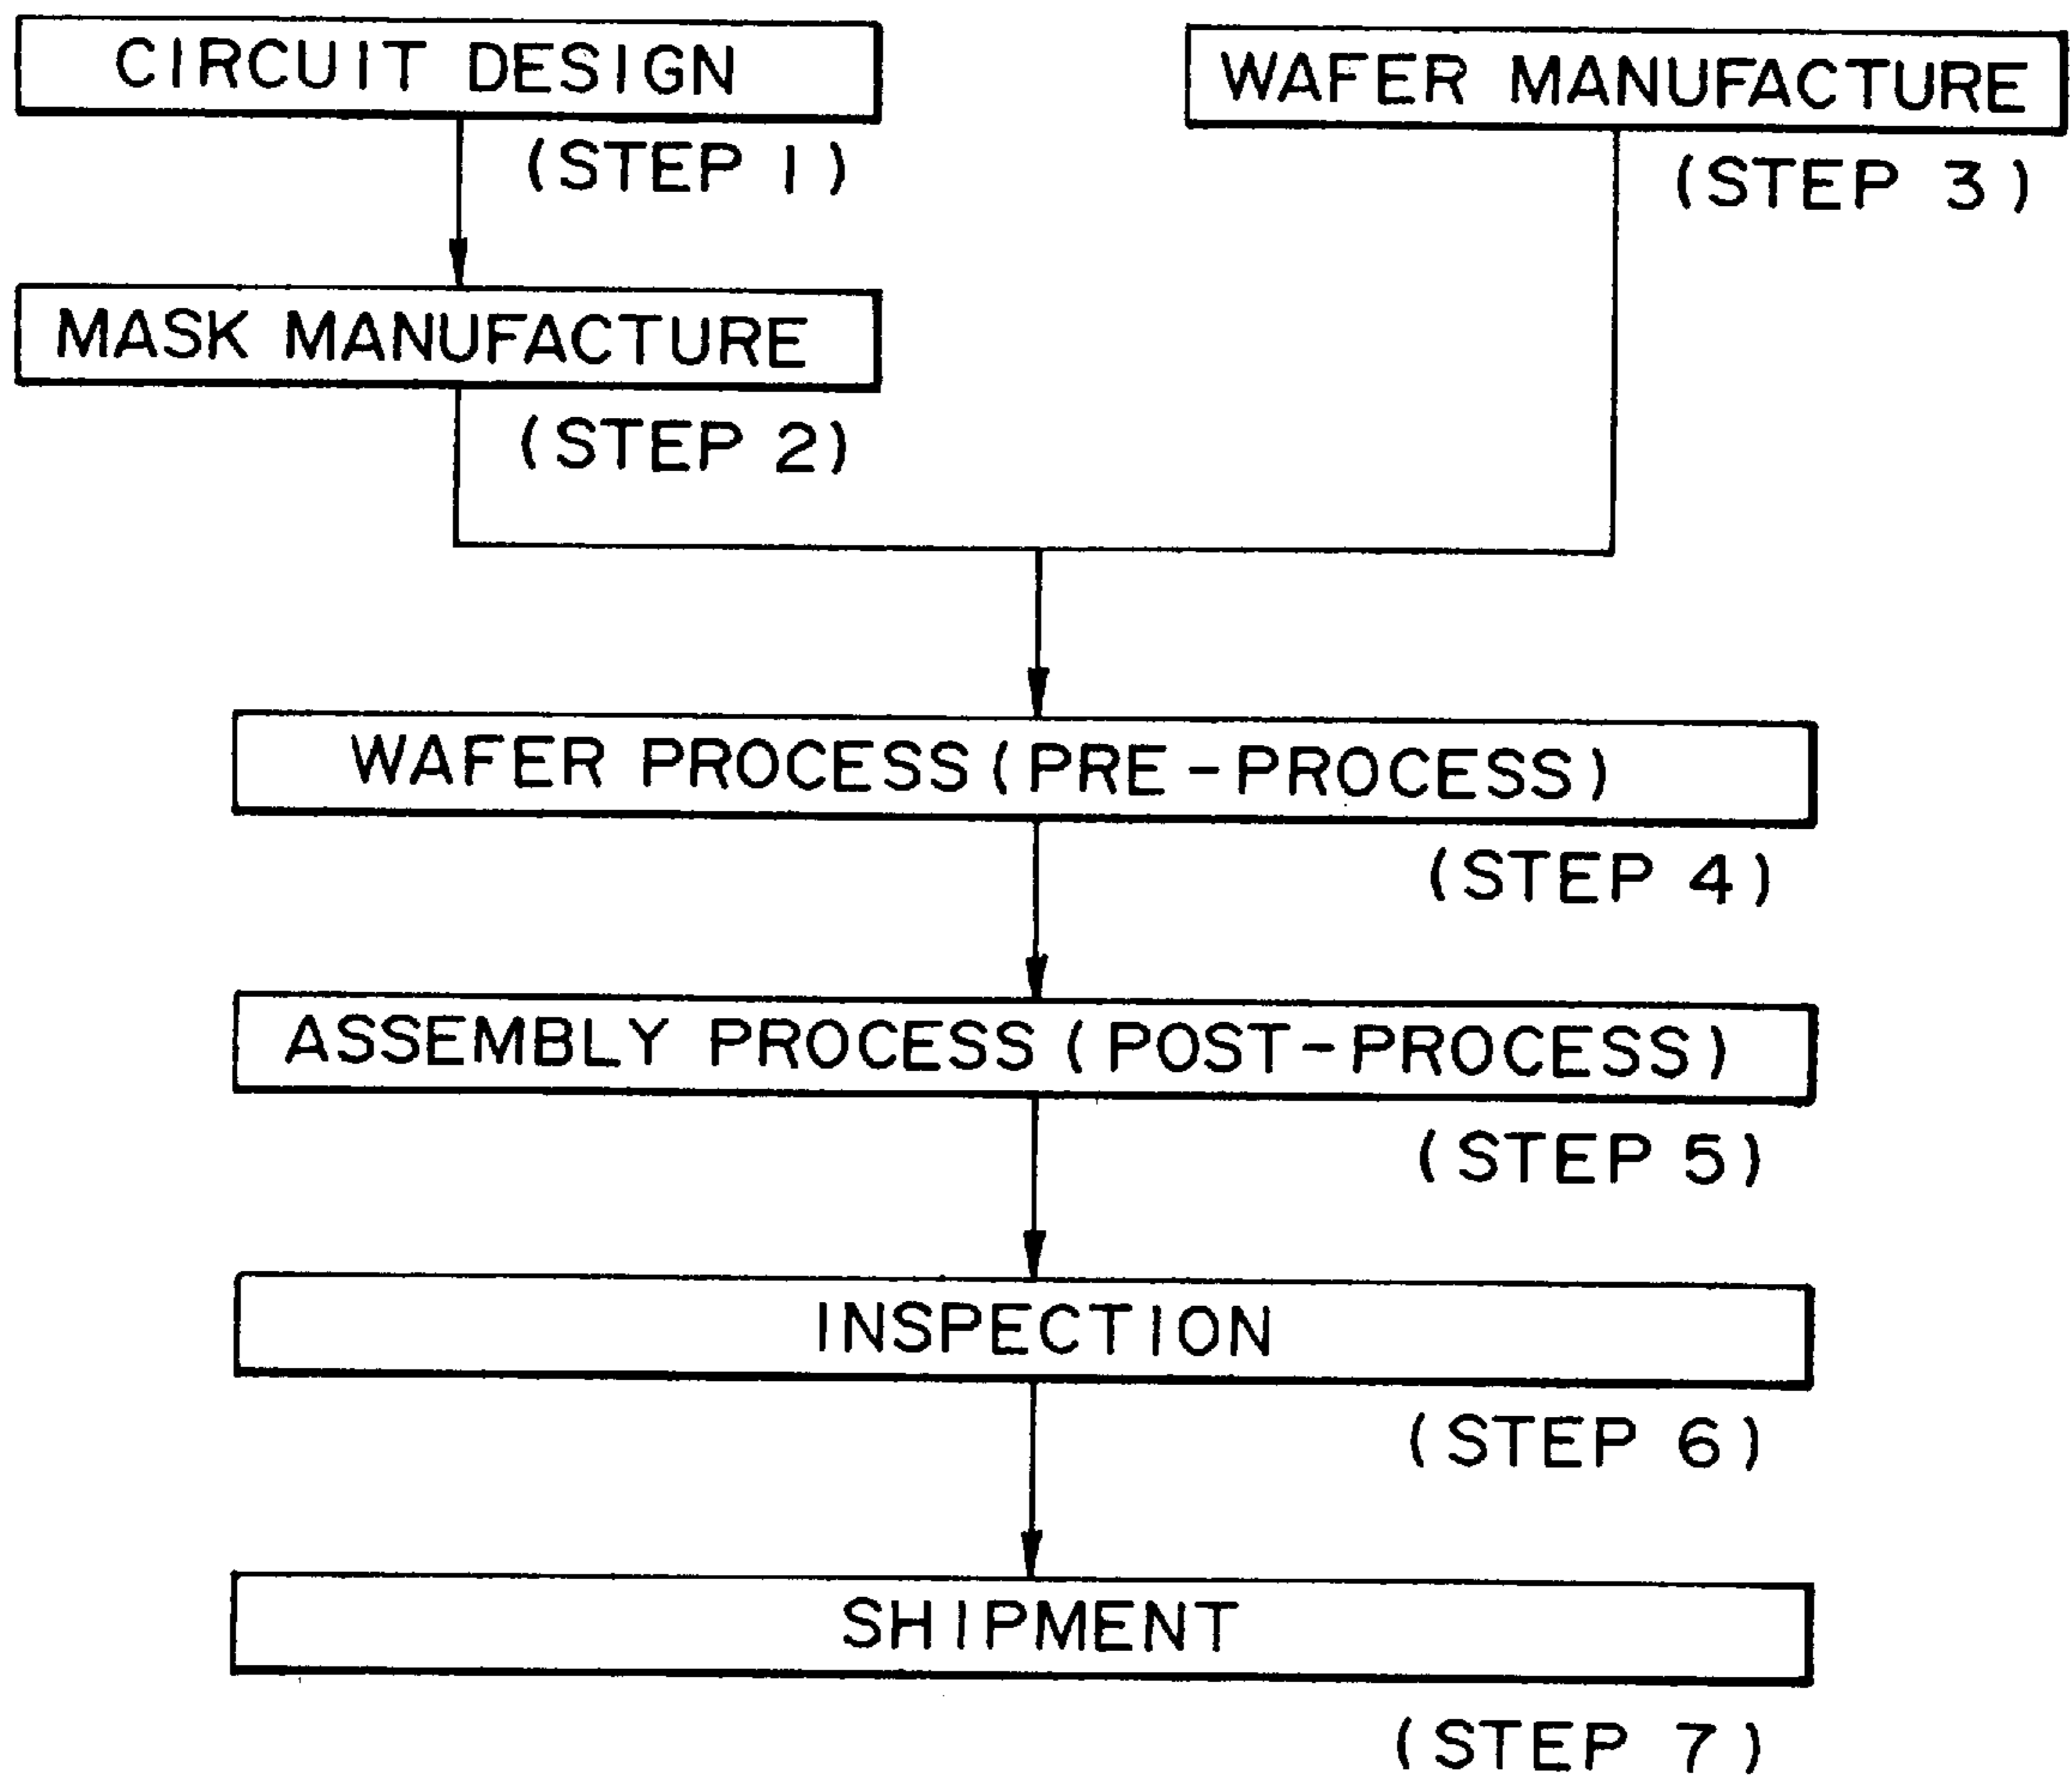 CIRCUIT DESIGN
(STEP 1)
WAFER MANUFACTURE
(STEP 3)
MASK MANUFACTURE
(STEP 2)
WAFER PROCESS (PRE-PROCESS)
(STEP 4)
ASSEMBLY PROCESS (POST-PROCESS)
(STEP 5)
INSPECTION
(STEP 6)
SHIPMENT
(STEP 7)